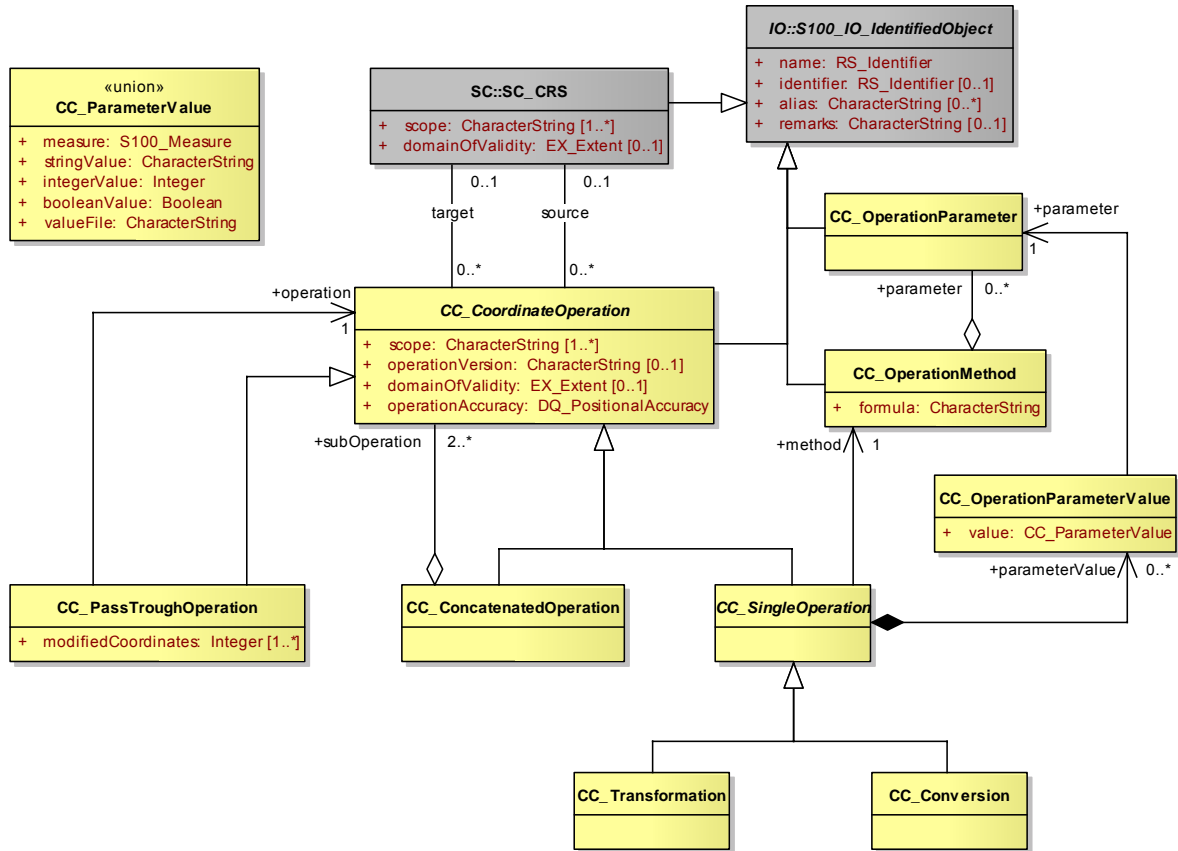 IO::S100_IO_IdentifiedObject
+ name: RS_Identifier
+ identifier: RS_Identifier [0..1]
+ alias: CharacterString [0..*]
+ remarks: CharacterString [0..1]
«union»
CC_ParameterValue
+ measure: S100_Measure
+ stringValue: CharacterString
+ integerValue: Integer
+ booleanValue: Boolean
+ valueFile: CharacterString
SC::SC_CRS
+ scope: CharacterString [1..*]
+ domainOfValidity: EX_Extent [0..1]
0..1
0..1
target
source
0..*
0..*
CC_OperationParameter
+parameter
1
+parameter
0..*
+operation
1
CC_CoordinateOperation
+ scope: CharacterString [1..*]
+ operationVersion: CharacterString [0..1]
+ domainOfValidity: EX_Extent [0..1]
+ operationAccuracy: DQ_PositionalAccuracy
CC_OperationMethod
+ formula: CharacterString
+subOperation
2..*
+method
1
CC_OperationParameterValue
+ value: CC_ParameterValue
+parameterValue
0..*
CC_PassTroughOperation
+ modifiedCoordinates: Integer [1..*]
CC_ConcatenatedOperation
CC_SingleOperation
CC_Transformation
CC_Conversion